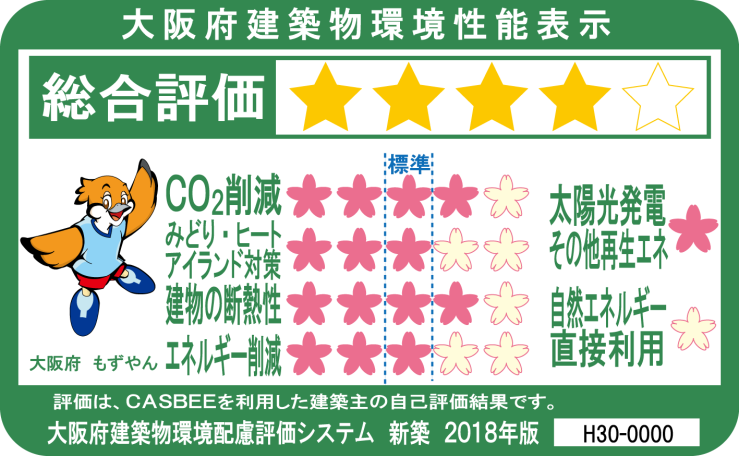 大阪府建築物環境性能表示
総合評価
標準
CO₂削減
みどり・ヒート
アイランド対策
建物の断熱性
エネルギー削減
太陽光発電
その他再生エネ
自然エネルギー
直接利用
大阪府 もずやん
評価は、CASBEEを利用した建築主の自己評価結果です。
大阪府建築物環境配慮評価システム 新築 2018年版 H30-0000